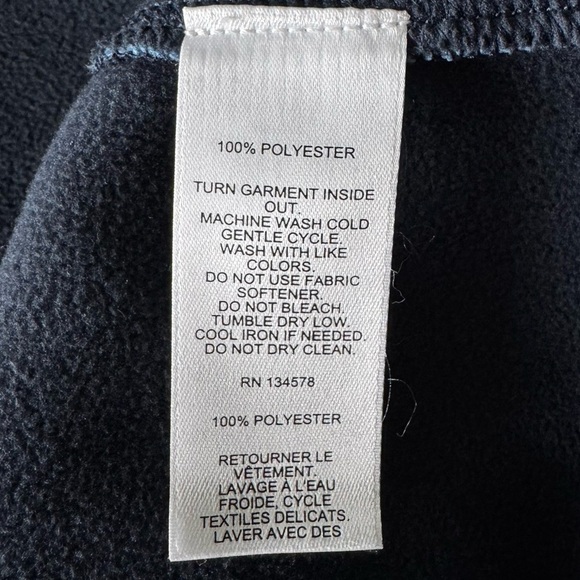 100% POLYESTER
TURN GARMENT INSIDE
OUT.
MACHINE WASH COLD
GENTLE CYCLE.
WASH WITH LIKE
COLORS.
DO NOT USE FABRIC
SOFTENER.
DO NOT BLEACH.
TUMBLE DRY LOW.
COOL IRON IF NEEDED.
DO NOT DRY CLEAN.
RN 134578
100% POLYESTER
RETOURNER LE
VÊTEMENT.
LAVAGE À L'EAU
FROIDE, CYCLE
TEXTILES DELICATS.
LAVER AVEC DES